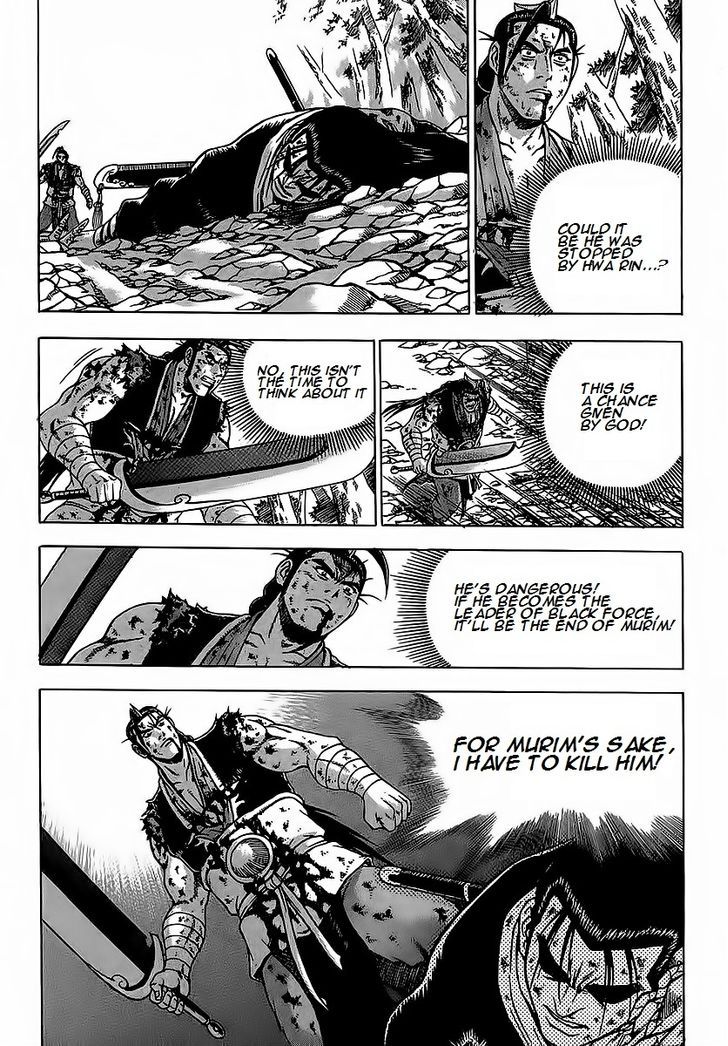 COULD IT
BE HE WAS
STOPPED
BY HWA RIN...?
NO, THIS ISN'T
THE TIME TO
THINK ABOUT IT
THIS IS
A CHANCE
GIVEN
BY GOD!
HE'S DANGEROUS!
IF HE BECOMES THE
LEADER OF BLACK FORCE,
IT'LL BE THE END OF MURIM!
FOR MURIM'S SAKE,
I HAVE TO KILL HIM!